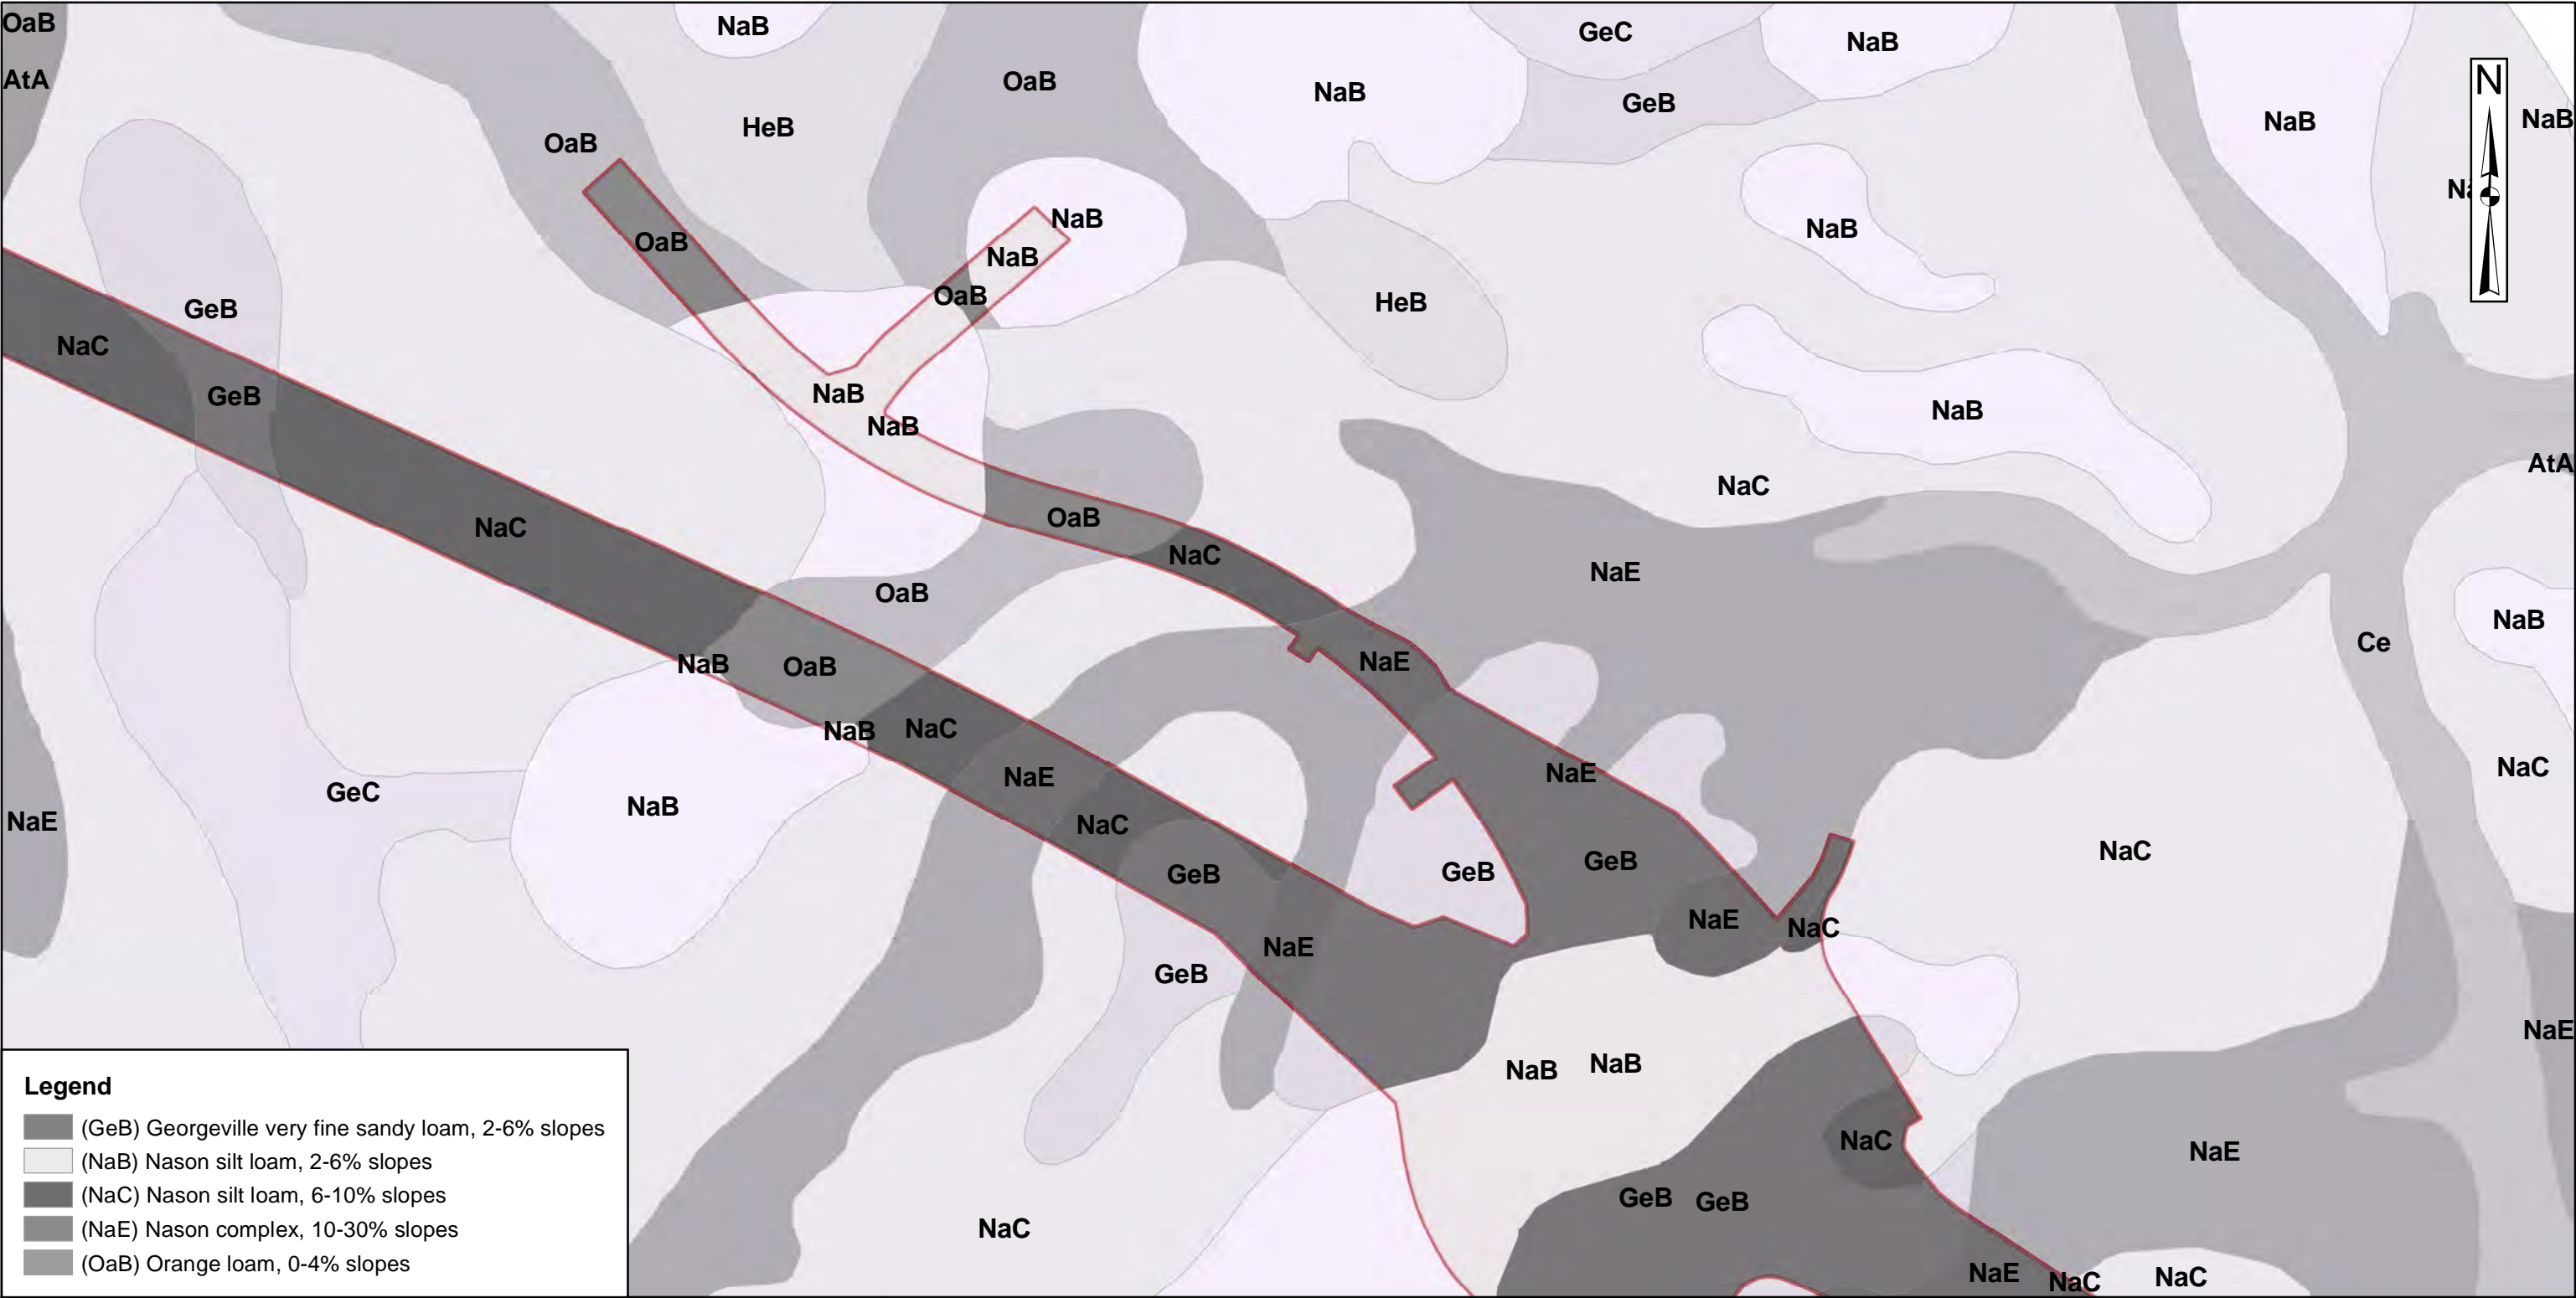 OaB
NaB
GeC
NaB
AtA
OaB
NaB
GeB
NaB
NaB
N
HeB
OaB
NaB
NaB
OaB
NaB
NaB
OaB
GeB
HeB
NaC
GeB
NaB
NaB
NaB
AtA
NaC
OaB
NaC
NaC
NaE
OaB
NaB
Ce
NaB
OaB
NaE
NaB
NaC
NaE
NaE
NaC
GeC
NaB
NaE
NaC
GeB
GeB
GeB
NaC
NaE
NaC
NaE
GeB
NaE
NaB
NaB
NaC
NaE
GeB
GeB
NaC
NaE
NaC
NaC
Legend
(GeB) Georgeville very fine sandy loam, 2-6% slopes
(NaB) Nason silt loam, 2-6% slopes
(NaC) Nason silt loam, 6-10% slopes
(NaE) Nason complex, 10-30% slopes
(OaB) Orange loam, 0-4% slopes